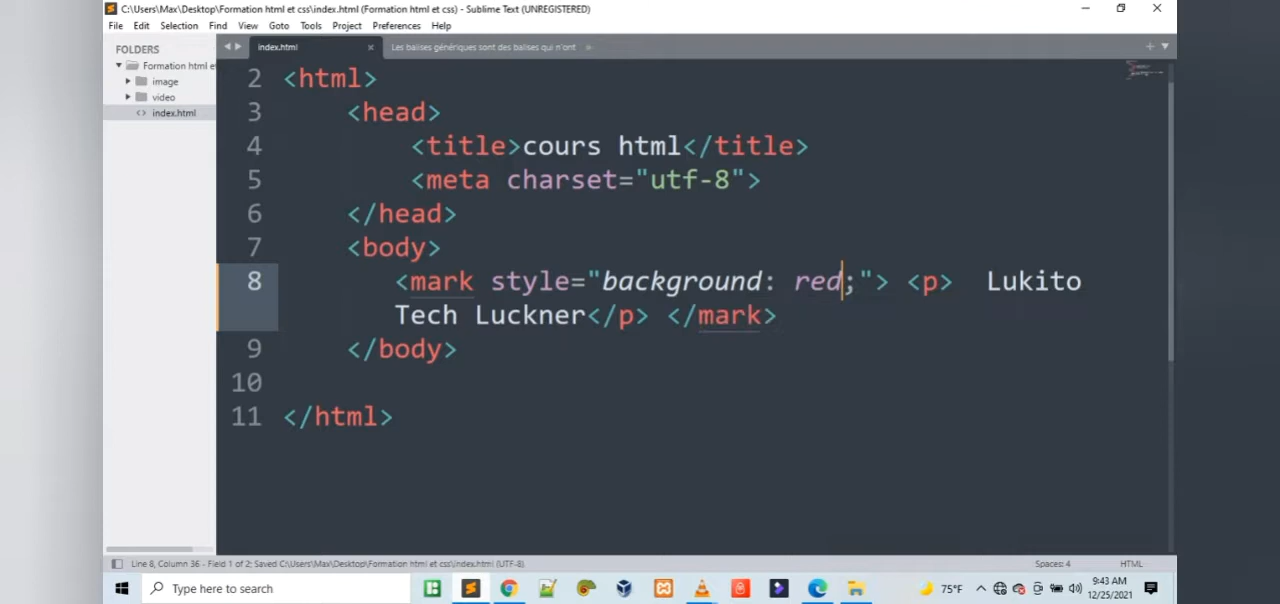 C:\Users\Max\Desktop\Formation html et css\index.html (Formation html et css) - Sublime Text (UNREGISTERED)
File Edit Selection Find View Goto Tools Project Preferences Help
FOLDERS
Formation html e
image
video
index.html
index.html
Les balises génériques sont des balises qui n'ont
2 <html>
3 <head>
4 <title>cours html</title>
5 <meta charset="utf-8">
6 </head>
7 <body>
8 <mark style="background: red;"> <p> Lukito
Tech Luckner</p> </mark>
9 </body>
10
11 </html>
Line 8, Column 36 - Field 1 of 2; Saved C:\Users\Max\Desktop\Formation html et css\index.html (UTF-8)
Spaces: 4
HTML
Type here to search
75°F
9:43 AM
12/25/2021